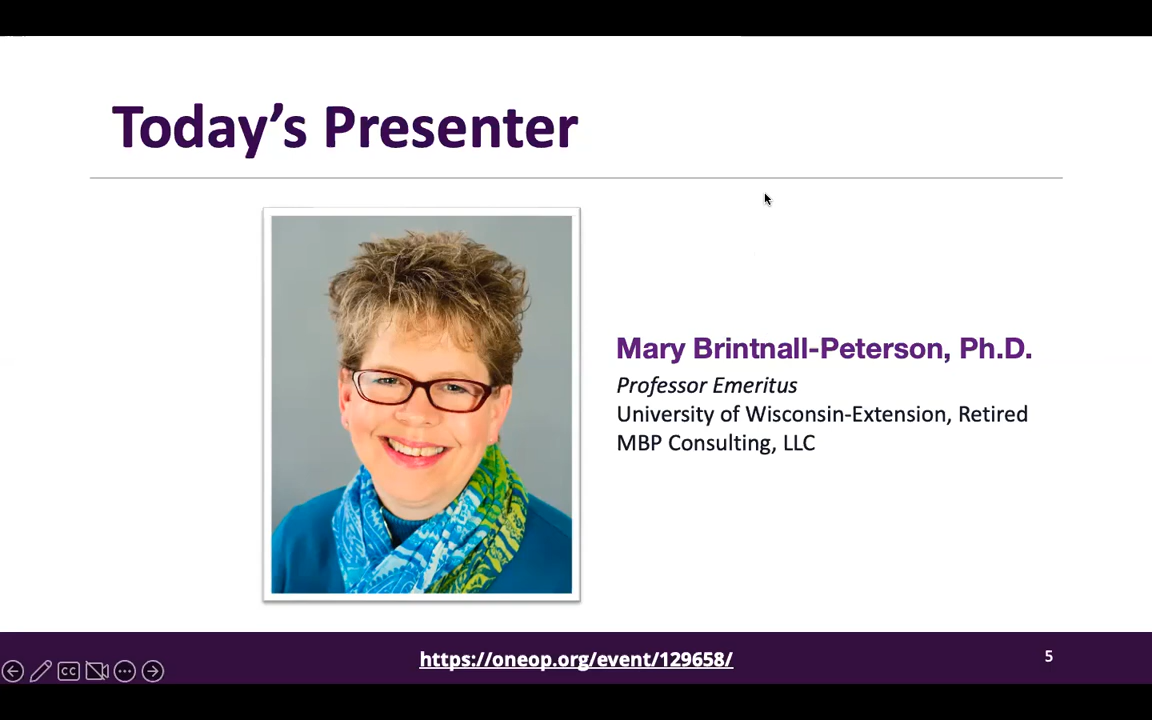 Today’s Presenter
Mary Brintnall-Peterson, Ph.D.
Professor Emeritus
University of Wisconsin-Extension, Retired
MBP Consulting, LLC
CC
https://oneop.org/event/129658/
5